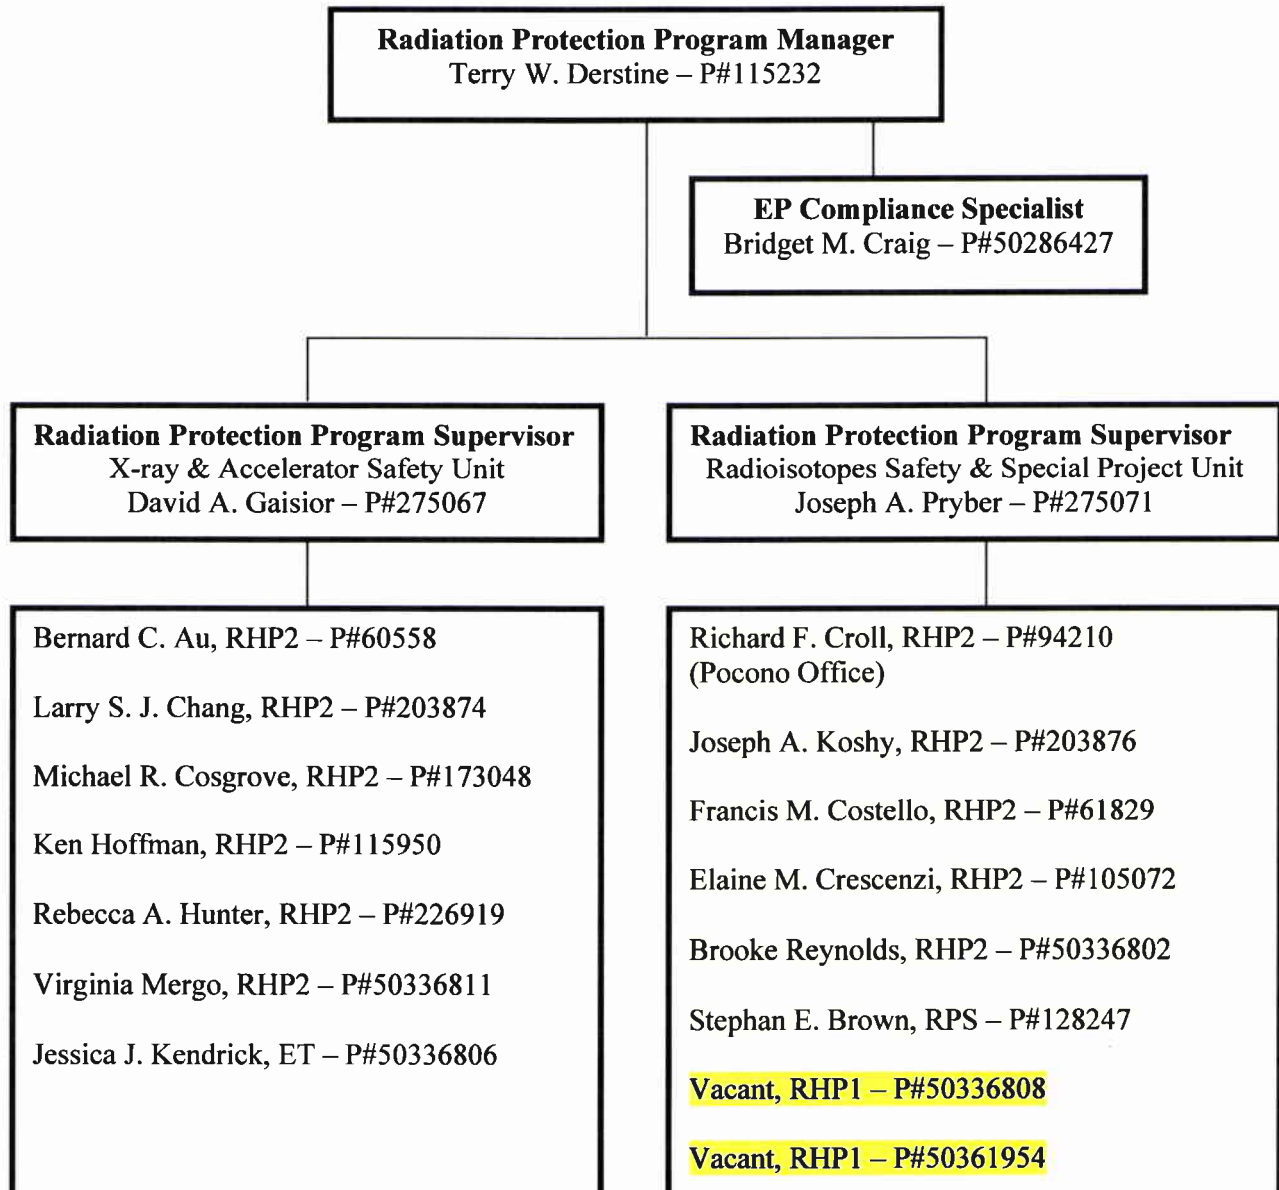 Radiation Protection Program Manager
Terry W. Derstine – P#115232
EP Compliance Specialist
Bridget M. Craig – P#50286427
Radiation Protection Program Supervisor
X-ray & Accelerator Safety Unit
David A. Gaisior – P#275067
Radiation Protection Program Supervisor
Radioisotopes Safety & Special Project Unit
Joseph A. Pryber – P#275071
Bernard C. Au, RHP2 – P#60558
Larry S. J. Chang, RHP2 – P#203874
Michael R. Cosgrove, RHP2 – P#173048
Ken Hoffman, RHP2 – P#115950
Rebecca A. Hunter, RHP2 – P#226919
Virginia Mergo, RHP2 – P#50336811
Jessica J. Kendrick, ET – P#50336806
Richard F. Croll, RHP2 – P#94210
(Pocono Office)
Joseph A. Koshy, RHP2 – P#203876
Francis M. Costello, RHP2 – P#61829
Elaine M. Crescenzi, RHP2 – P#105072
Brooke Reynolds, RHP2 – P#50336802
Stephan E. Brown, RPS – P#128247
Vacant, RHP1 – P#50336808
Vacant, RHP1 – P#50361954